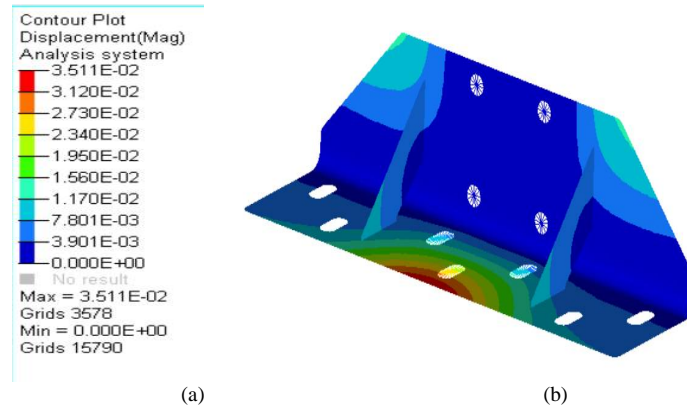 Contour Plot
Displacement(Mag)
Analysis system
3.511E-02
3.120E-02
2.730E-02
2.340E-02
1.950E-02
1.560E-02
1.170E-02
7.801E-03
3.901E-03
0.000E+00
No result
Max = 3.511E-02
Grids 3578
Min = 0.000E+00
Grids 15790
(a)
(b)